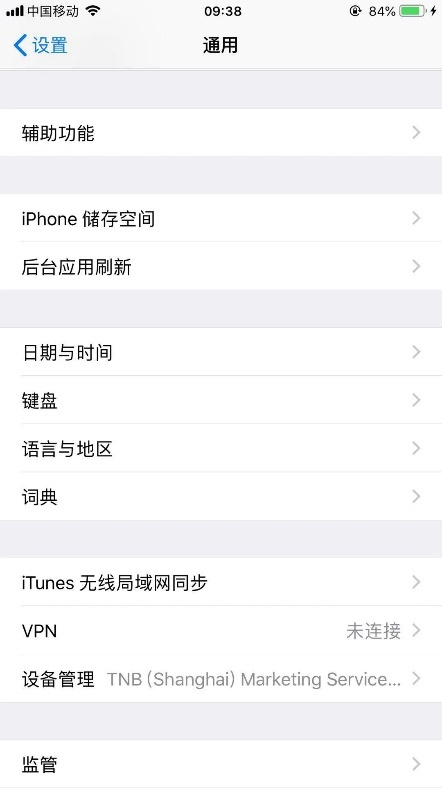 中国移动 09:38 84%
设置 通用
辅助功能
iPhone 储存空间
后台应用刷新
日期与时间
键盘
语言与地区
词典
iTunes 无线局域网同步
VPN 未连接
设备管理 TNB (Shanghai) Marketing Service...
监管